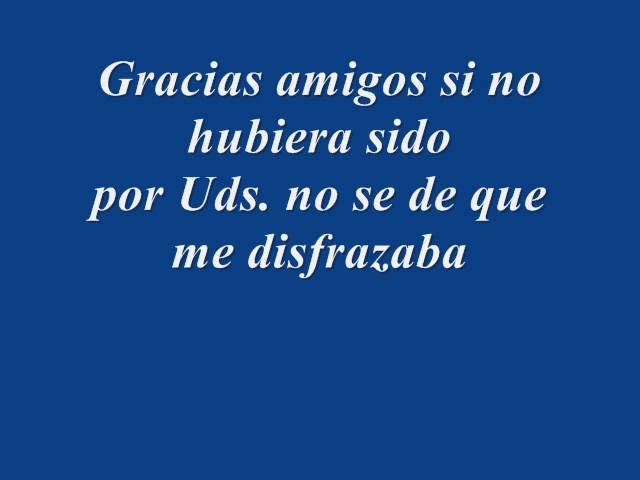 Gracias amigos si no
hubiera sido
por Uds. no se de que
me disfrazaba